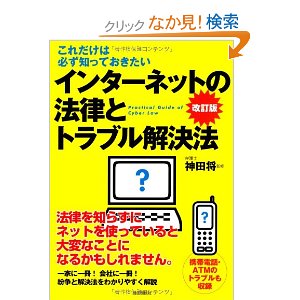 クリック なか見! 検索
これだけは
必ず知っておきたい
インターネットの
法律と
改訂版
Practical Guide of
Cyber Law
トラブル解決法
神田将
?
?
法律を知らずに
ネットを使っていると
大変なことに
なるかもしれません。
携帯電話・
ATMの
トラブルも
収録
一家に一冊! 会社に一冊!
紛争と解決法をわかりやすく解説